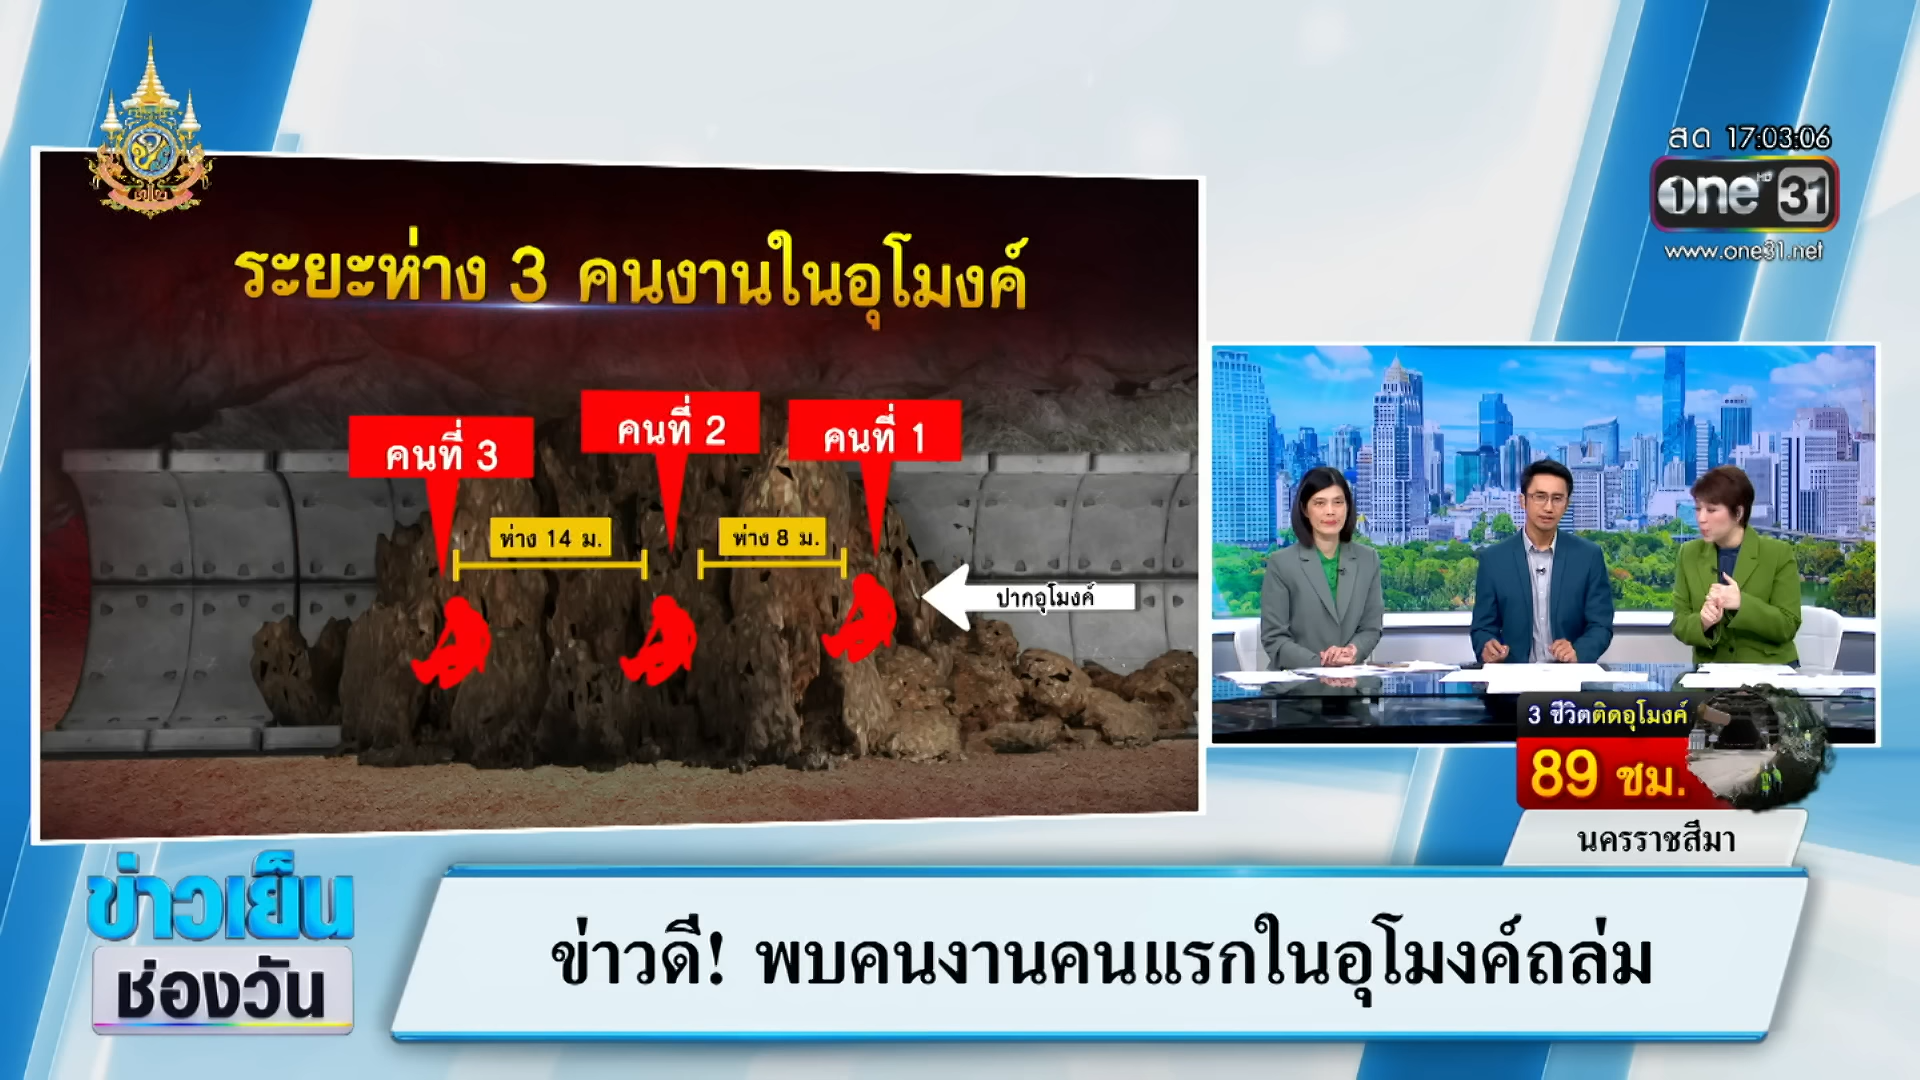 สด 17:03:06
one HD 31
www.one31.net
๗๒
ระยะห่าง 3 คนงานในอุโมงค์
คนที่ 3
คนที่ 2
คนที่ 1
ห่าง 14 ม.
ห่าง 8 ม.
ปากอุโมงค์
3 ชีวิตติดอุโมงค์
89 ชม.
นครราชสีมา
ข่าวเย็น
ช่องวัน
ข่าวดี! พบคนงานคนแรกในอุโมงค์ถล่ม